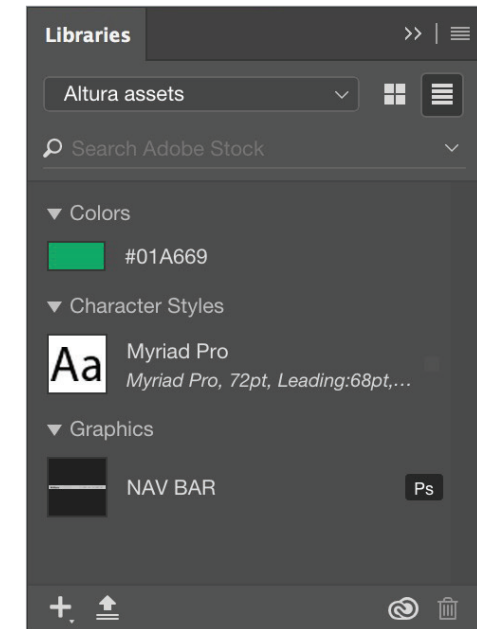 Libraries
Altura assets
Search Adobe Stock
Colors
#01A669
Character Styles
Aa Myriad Pro
Myriad Pro, 72pt, Leading:68pt,...
Graphics
NAV BAR Ps